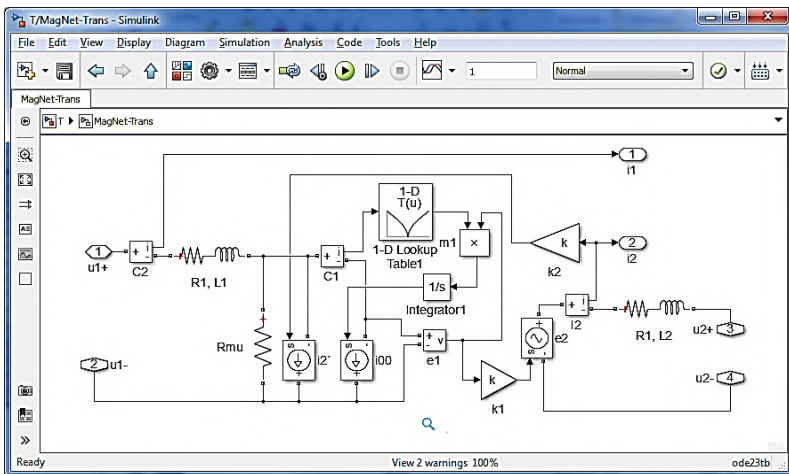 T/MagNet-Trans - Simulink
File Edit View Display Diagram Simulation Analysis Code Tools Help
1
Normal
MagNet-Trans
T ▶ MagNet-Trans
1
i1
1-D
T(u)
1-D Lookup
Table1
m1
×
k
k2
2
i2
1
u1+
+ i -
C2
R1, L1
+ i -
C1
1/s
Integrator1
+ i -
I2
R1, L2
u2+ 3
Rmu
s -
+
i2`
s -
+
i00
+ v -
e1
+
s -
e2
2 u1-
k
k1
u2- 4
Ready
View 2 warnings 100%
ode23tb